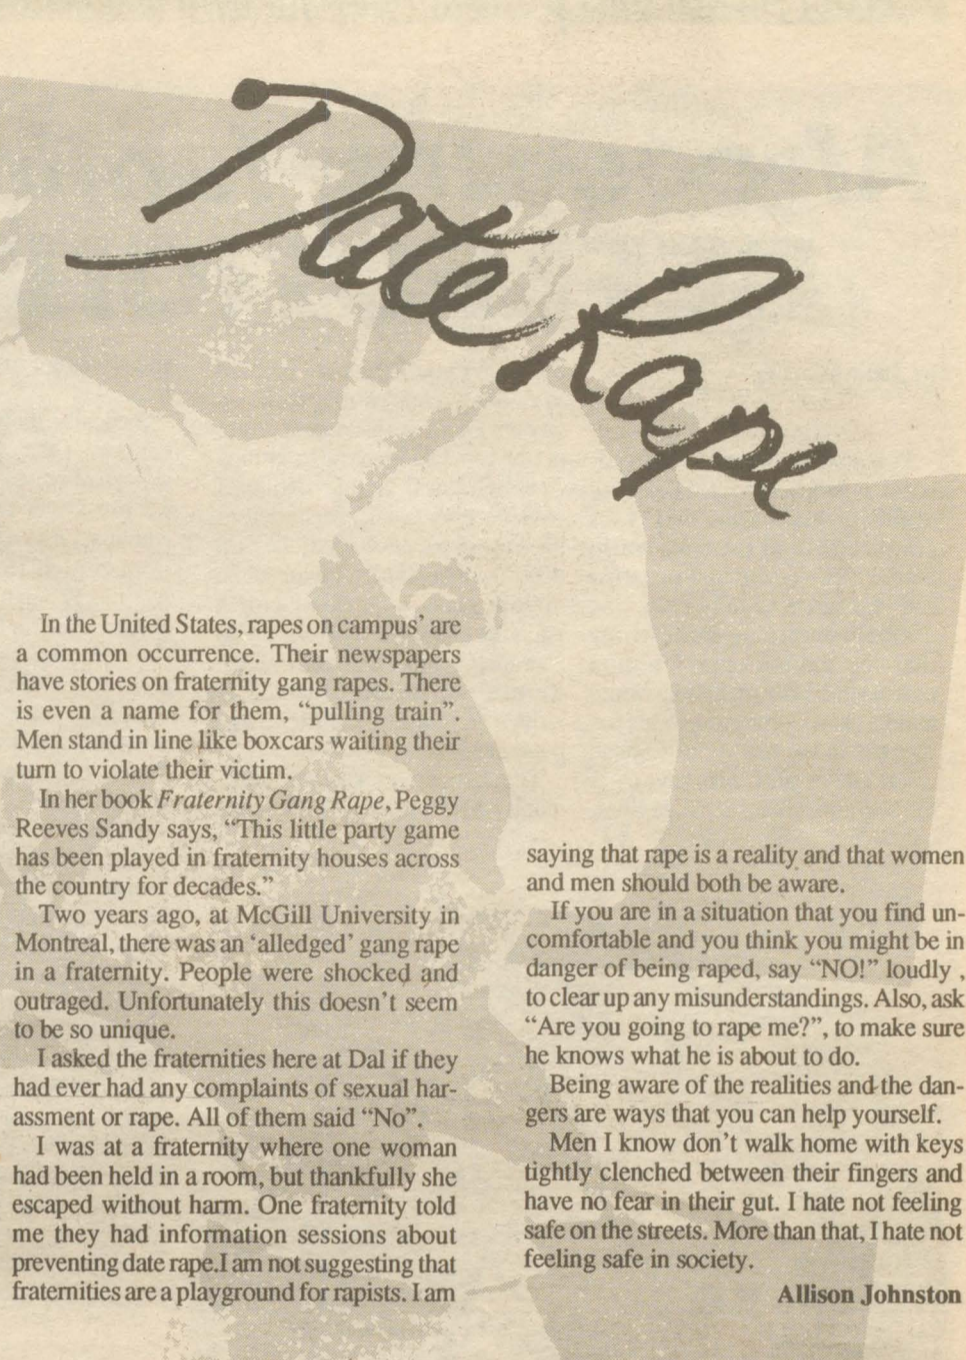 Date Rape
In the United States, rapes on campus' are
a common occurrence. Their newspapers
have stories on fraternity gang rapes. There
is even a name for them, "pulling train".
Men stand in line like boxcars waiting their
turn to violate their victim.
In her book Fraternity Gang Rape, Peggy
Reeves Sandy says, "This little party game
has been played in fraternity houses across
the country for decades."
Two years ago, at McGill University in
Montreal, there was an 'alledged' gang rape
in a fraternity. People were shocked and
outraged. Unfortunately this doesn't seem
to be so unique.
I asked the fraternities here at Dal if they
had ever had any complaints of sexual har-
assment or rape. All of them said "No".
I was at a fraternity where one woman
had been held in a room, but thankfully she
escaped without harm. One fraternity told
me they had information sessions about
preventing date rape.I am not suggesting that
fraternities are a playground for rapists. I am
saying that rape is a reality and that women
and men should both be aware.
If you are in a situation that you find un-
comfortable and you think you might be in
danger of being raped, say "NO!" loudly ,
to clear up any misunderstandings. Also, ask
"Are you going to rape me?", to make sure
he knows what he is about to do.
Being aware of the realities and the dan-
gers are ways that you can help yourself.
Men I know don't walk home with keys
tightly clenched between their fingers and
have no fear in their gut. I hate not feeling
safe on the streets. More than that, I hate not
feeling safe in society.
Allison Johnston